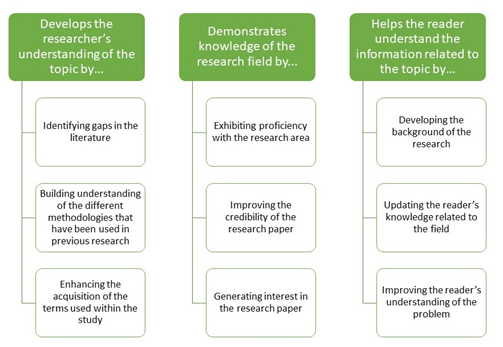 Develops the
researcher's
understanding of the
topic by...
Identifying gaps in the
literature
Building understanding
of the different
methodologies that
have been used in
previous research
Enhancing the
acquisition of the
terms used within the
study
Demonstrates
knowledge of the
research field by...
Exhibiting proficiency
with the research area
Improving the
credibility of the
research paper
Generating interest in
the research paper
Helps the reader
understand the
information related to
the topic by...
Developing the
background of the
research
Updating the reader's
knowledge related to
the field
Improving the reader's
understanding of the
problem